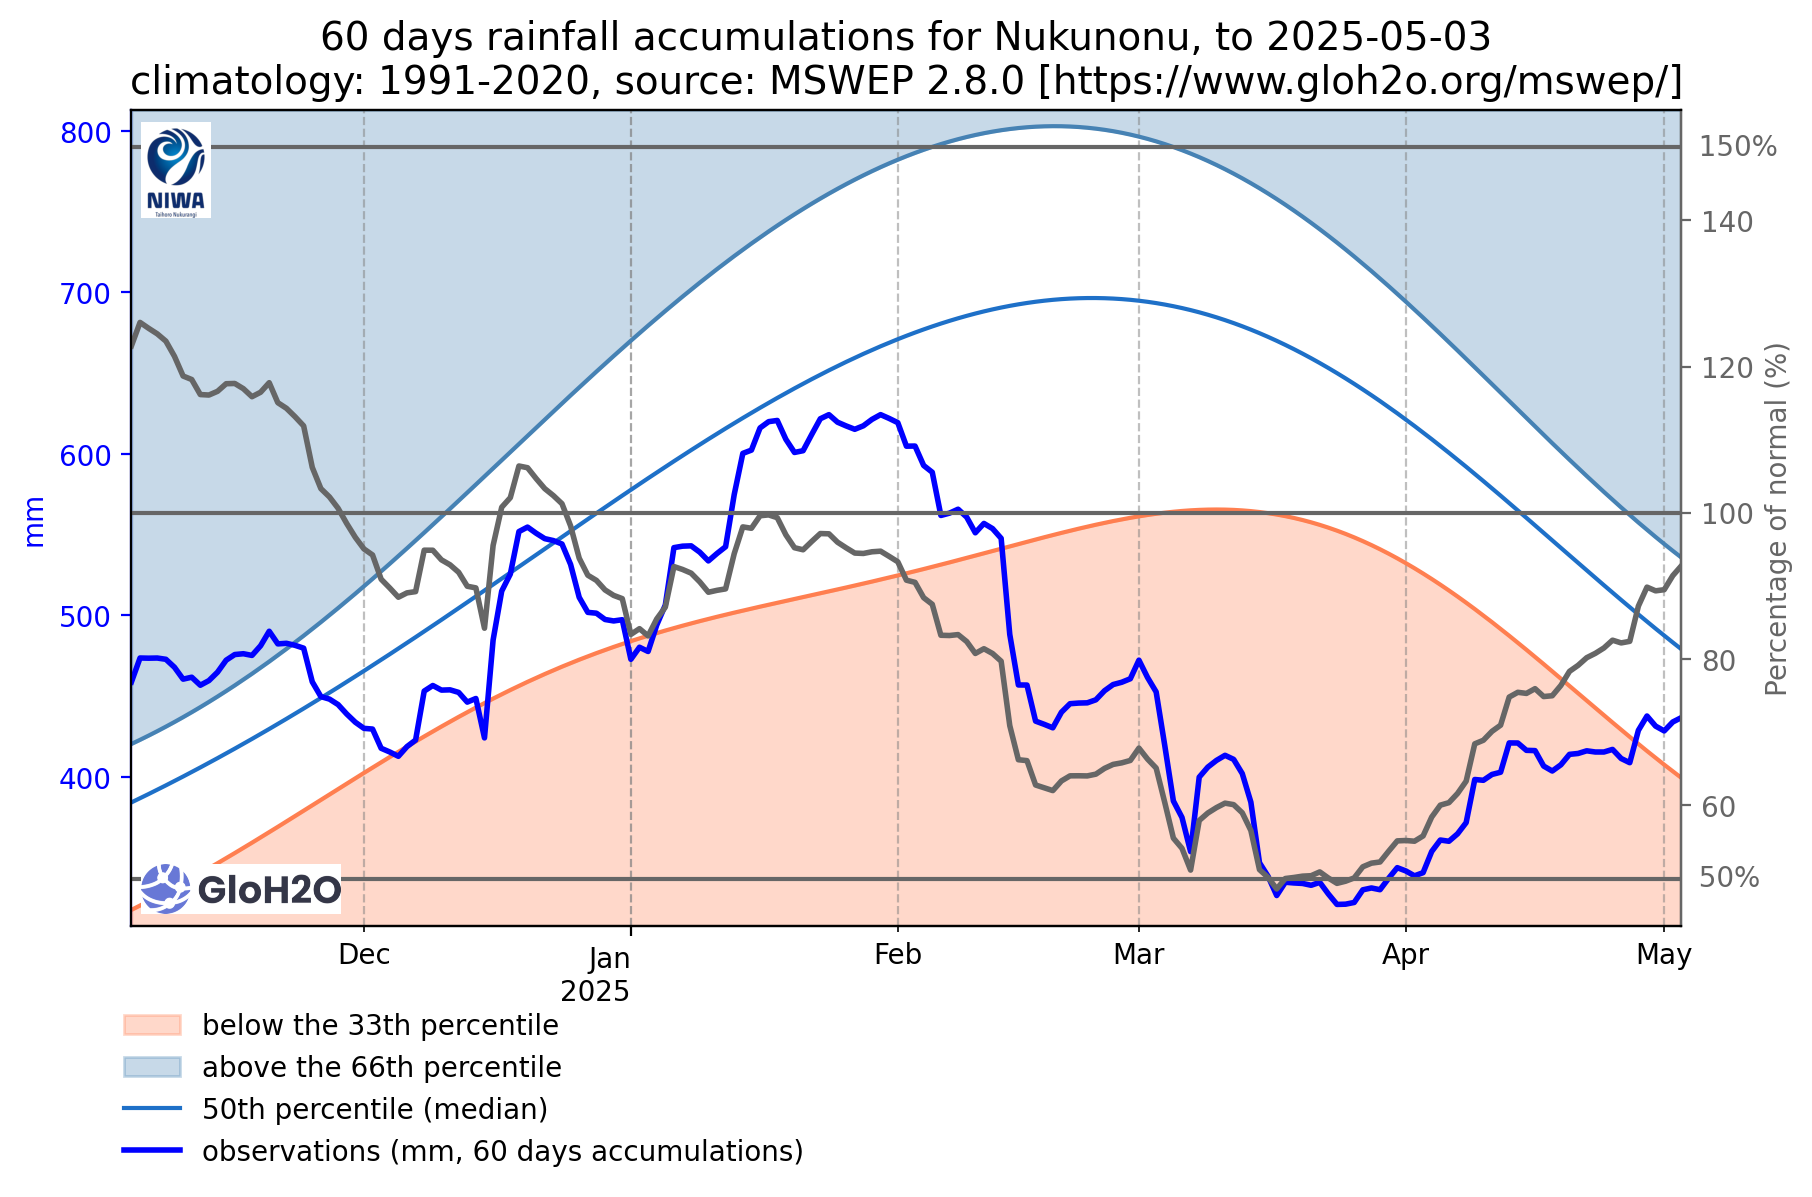 60 days rainfall accumulations for Nukunonu, to 2025-05-03
climatology: 1991-2020, source: MSWEP 2.8.0 [https://www.gloh2o.org/mswep/]
800
700
600
500
400
mm
NIWA
Taihoro Nukurangi
GloH2O
150%
140
120
100
80
60
50%
Percentage of normal (%)
Dec
Jan
2025
Feb
Mar
Apr
May
below the 33th percentile
above the 66th percentile
50th percentile (median)
observations (mm, 60 days accumulations)